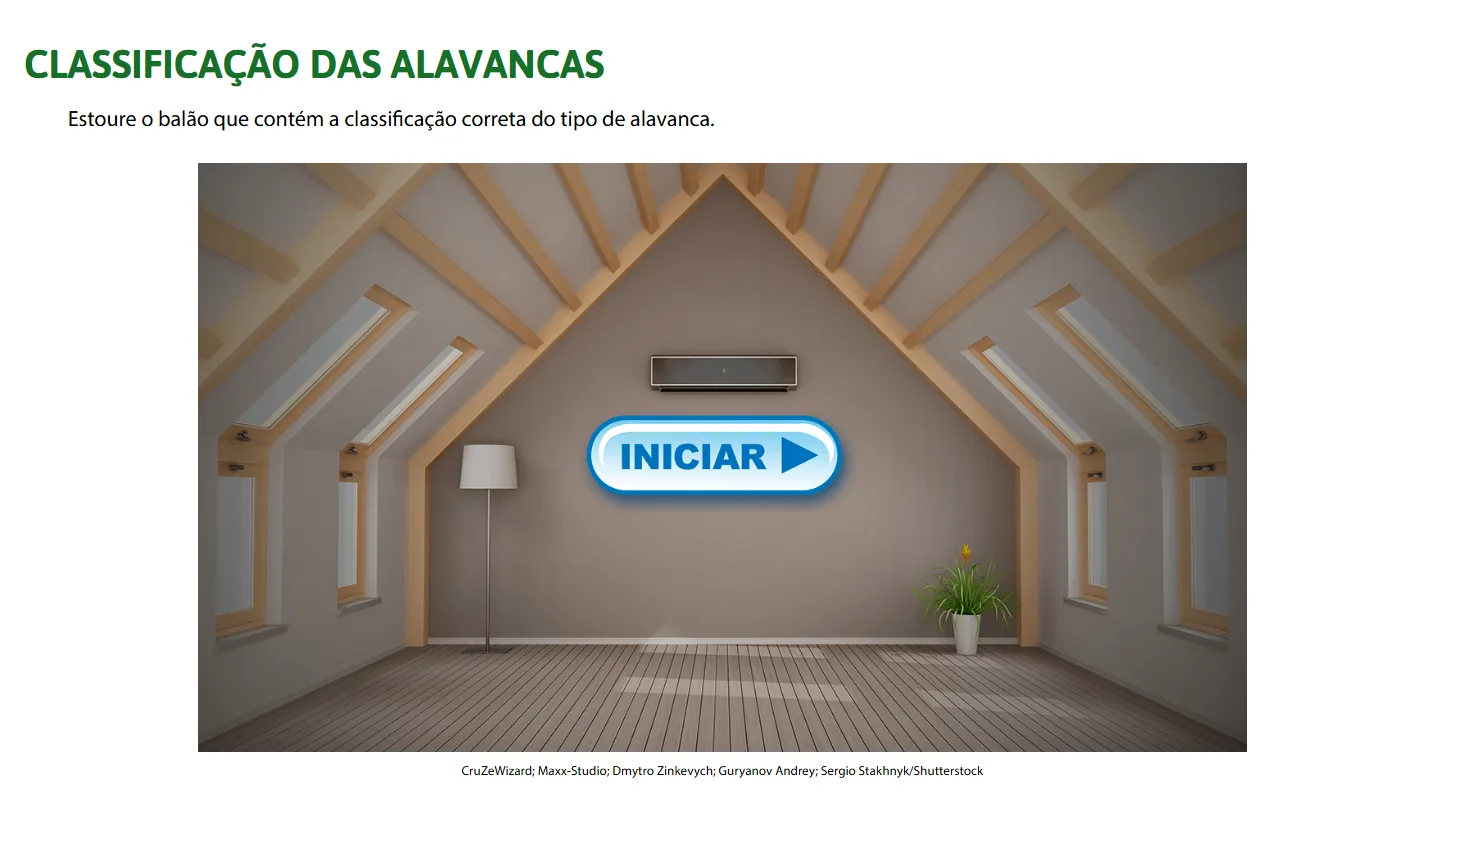 CLASSIFICAÇÃO DAS ALAVANCAS
Estoure o balão que contém a classificação correta do tipo de alavanca.
INICIAR
CruZeWizard; Maxx-Studio; Dmytro Zinkevych; Guryanov Andrey; Sergio Stakhnyk/Shutterstock